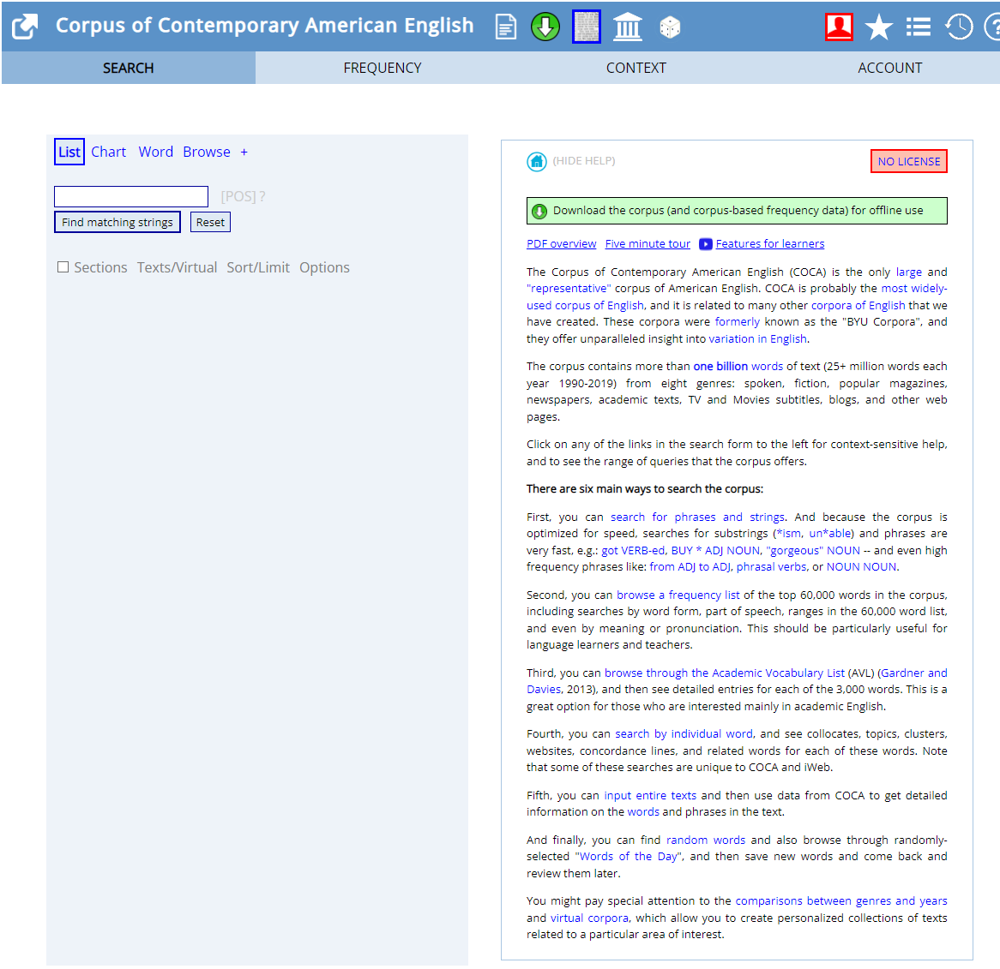 Corpus of Contemporary American English
SEARCH FREQUENCY CONTEXT ACCOUNT
List Chart Word Browse +
[POS] ?
Find matching strings Reset
Sections Texts/Virtual Sort/Limit Options
(HIDE HELP) NO LICENSE
Download the corpus (and corpus-based frequency data) for offline use
PDF overview Five minute tour Features for learners
The Corpus of Contemporary American English (COCA) is the only large and
"representative" corpus of American English. COCA is probably the most widely-
used corpus of English, and it is related to many other corpora of English that we
have created. These corpora were formerly known as the "BYU Corpora", and
they offer unparalleled insight into variation in English.
The corpus contains more than one billion words of text (25+ million words each
year 1990-2019) from eight genres: spoken, fiction, popular magazines,
newspapers, academic texts, TV and Movies subtitles, blogs, and other web
pages.
Click on any of the links in the search form to the left for context-sensitive help,
and to see the range of queries that the corpus offers.
There are six main ways to search the corpus:
First, you can search for phrases and strings. And because the corpus is
optimized for speed, searches for substrings (*ism, un*able) and phrases are
very fast, e.g.: got VERB-ed, BUY * ADJ NOUN, "gorgeous" NOUN -- and even high
frequency phrases like: from ADJ to ADJ, phrasal verbs, or NOUN NOUN.
Second, you can browse a frequency list of the top 60,000 words in the corpus,
including searches by word form, part of speech, ranges in the 60,000 word list,
and even by meaning or pronunciation. This should be particularly useful for
language learners and teachers.
Third, you can browse through the Academic Vocabulary List (AVL) (Gardner and
Davies, 2013), and then see detailed entries for each of the 3,000 words. This is a
great option for those who are interested mainly in academic English.
Fourth, you can search by individual word, and see collocates, topics, clusters,
websites, concordance lines, and related words for each of these words. Note
that some of these searches are unique to COCA and iWeb.
Fifth, you can input entire texts and then use data from COCA to get detailed
information on the words and phrases in the text.
And finally, you can find random words and also browse through randomly-
selected "Words of the Day", and then save new words and come back and
review them later.
You might pay special attention to the comparisons between genres and years
and virtual corpora, which allow you to create personalized collections of texts
related to a particular area of interest.